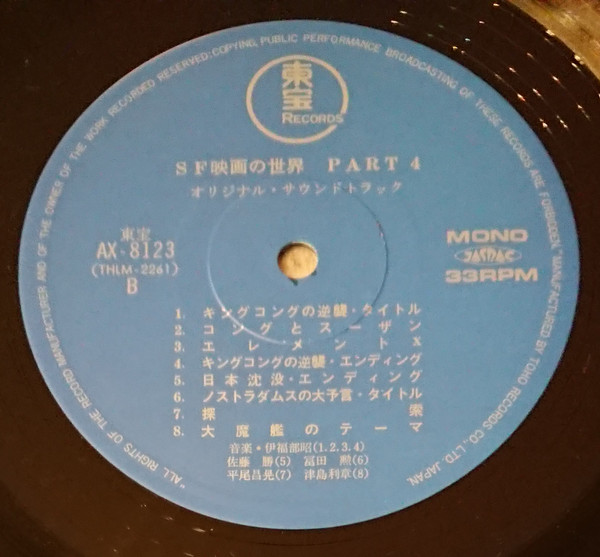 "ALL RIGHTS OF THE RECORD MANUFACTURER AND OF THE OWNER OF THE WORK RECORDED RESERVED: COPYING, PUBLIC PERFORMANCE BROADCASTING OF THESE RECORDS ARE FORBIDDEN," MANUFACTURED BY TOHO RECORDS CO., LTD. JAPAN.
東宝
RECORDS
SF映画の世界 PART 4
オリジナル・サウンドトラック
東宝
AX-8123
(THLM-2261)
B
MONO
JASRAC
33RPM
1. キングコングの逆襲・タイトル
2. コングとスーザン
3. エレメントX
4. キングコングの逆襲・エンディング
5. 日本沈没・エンディング
6. ノストラダムスの大予言・タイトル
7. 探索
8. 大魔艦のテーマ
音楽・伊福部昭(1.2.3.4)
佐藤 勝(5) 冨田 勲(6)
平尾昌晃(7) 津島利章(8)